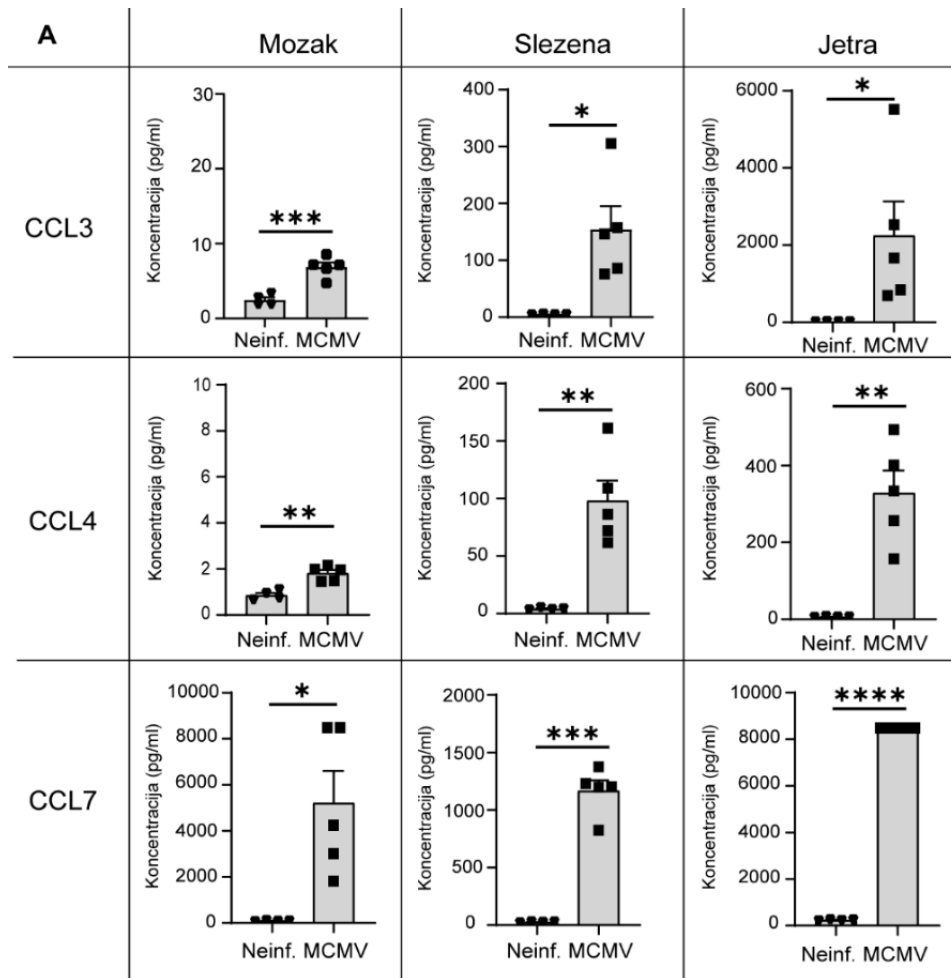 A
Mozak
Slezena
Jetra
CCL3
Koncentracija (pg/ml)
30
20
10
0
***
Neinf. MCMV
Koncentracija (pg/ml)
400
300
200
100
0
*
Neinf. MCMV
Koncentracija (pg/ml)
6000
4000
2000
0
*
Neinf. MCMV
CCL4
Koncentracija (pg/ml)
10
8
6
4
2
0
**
Neinf. MCMV
Koncentracija (pg/ml)
200
150
100
50
0
**
Neinf. MCMV
Koncentracija (pg/ml)
600
400
200
0
**
Neinf. MCMV
CCL7
Koncentracija (pg/ml)
10000
8000
6000
4000
2000
0
*
Neinf. MCMV
Koncentracija (pg/ml)
2000
1500
1000
500
0
***
Neinf. MCMV
Koncentracija (pg/ml)
10000
8000
6000
4000
2000
0
****
Neinf. MCMV